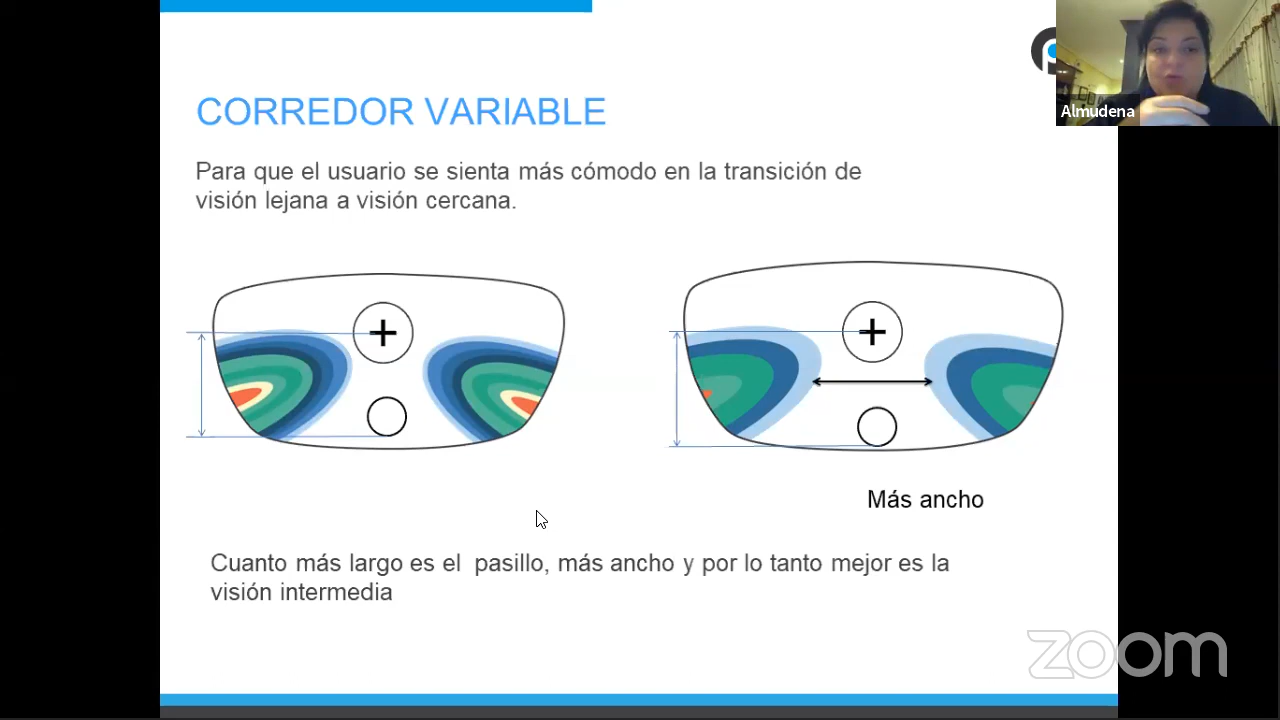 CORREDOR VARIABLE
Almudena
Para que el usuario se sienta más cómodo en la transición de
visión lejana a visión cercana.
Más ancho
Cuanto más largo es el pasillo, más ancho y por lo tanto mejor es la
visión intermedia
zoom